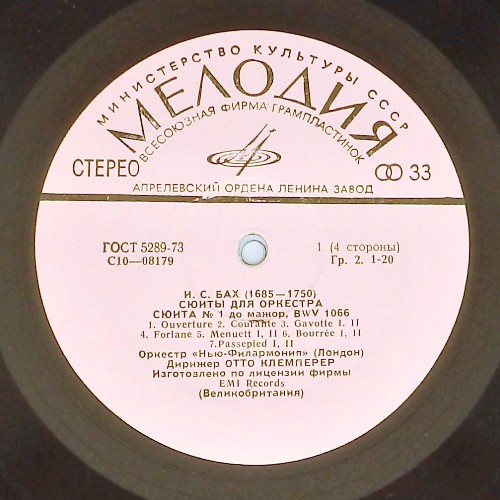 МИНИСТЕРСТВО КУЛЬТУРЫ СССР
МЕЛОДИЯ
ВСЕСОЮЗНАЯ ФИРМА ГРАМПЛАСТИНОК
СТЕРЕО
33
АПРЕЛЕВСКИЙ ОРДЕНА ЛЕНИНА ЗАВОД
ГОСТ 5289-73
1 (4 стороны)
С10—08179
Гр. 2. 1-20
И. С. БАХ (1685—1750)
СЮИТЫ ДЛЯ ОРКЕСТРА
СЮИТА № 1 до мажор, BWV 1066
1. Ouverture 2. Courante 3. Gavotte I, II
4. Forlane 5. Menuett I, II 6. Bourrée I, II
7. Passepied I, II
Оркестр «Нью-Филармония» (Лондон)
Дирижер ОТТО КЛЕМПЕРЕР
Изготовлено по лицензии фирмы
EMI Records
(Великобритания)